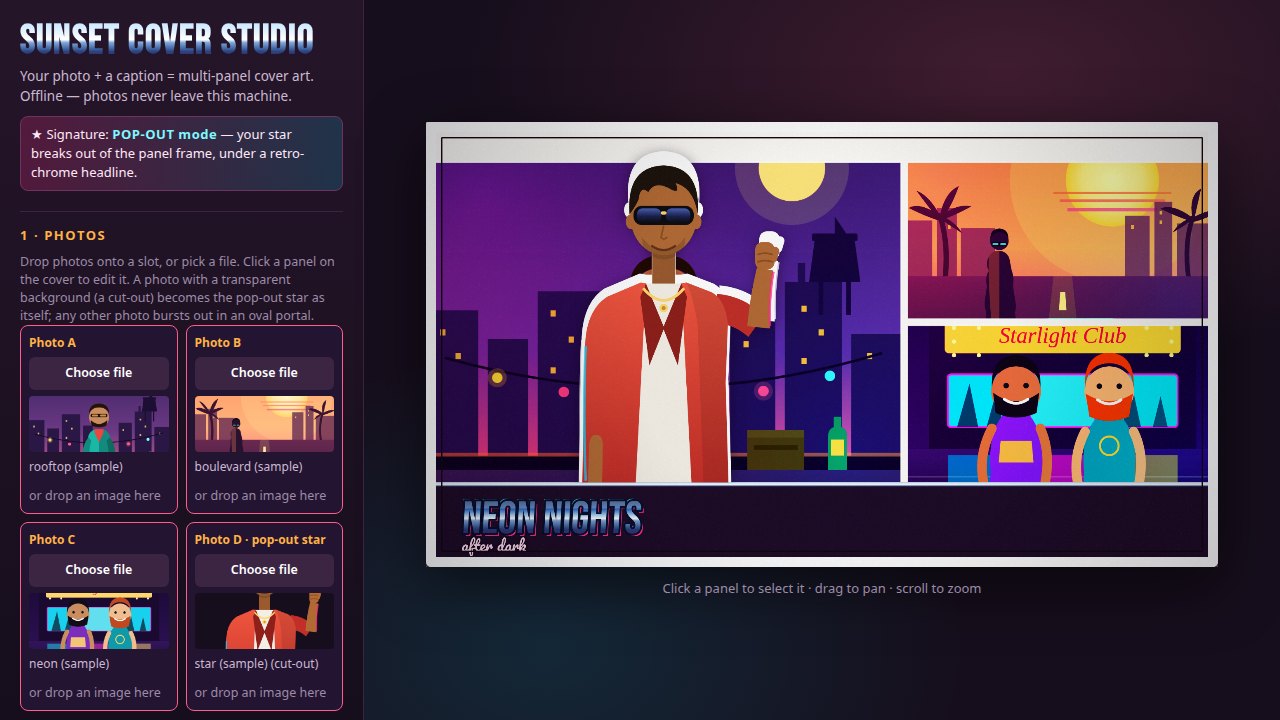 SUNSET COVER STUDIO
Your photo + a caption = multi-panel cover art.
Offline — photos never leave this machine.
★ Signature: POP-OUT mode — your star
breaks out of the panel frame, under a retro-
chrome headline.
1 · PHOTOS
Drop photos onto a slot, or pick a file. Click a panel on
the cover to edit it. A photo with a transparent
background (a cut-out) becomes the pop-out star as
itself; any other photo bursts out in an oval portal.
Photo A
Choose file
rooftop (sample)
or drop an image here
Photo B
Choose file
boulevard (sample)
or drop an image here
Photo C
Choose file
neon (sample)
or drop an image here
Photo D · pop-out star
Choose file
star (sample) (cut-out)
or drop an image here
Starlight Club
NEON NIGHTS
after dark
Click a panel to select it · drag to pan · scroll to zoom